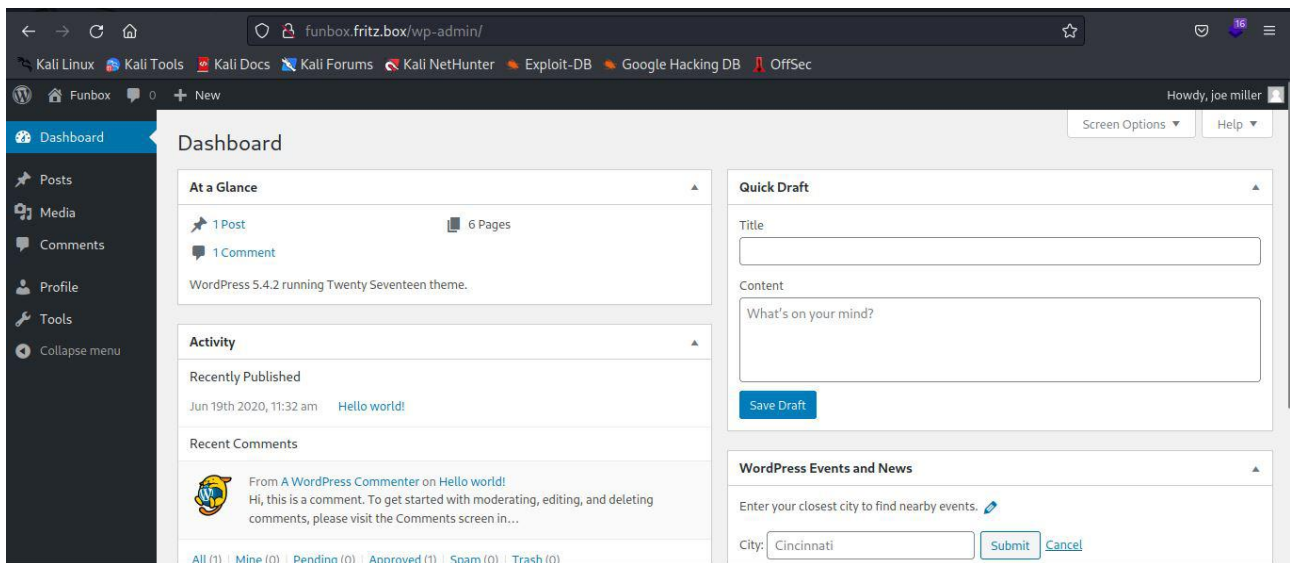 funbox.fritz.box/wp-admin/
16
Kali Linux Kali Tools Kali Docs Kali Forums Kali NetHunter Exploit-DB Google Hacking DB OffSec
Funbox 0 + New Howdy, joe miller
Screen Options ▼ Help ▼
Dashboard
Posts
Media
Comments
Profile
Tools
Collapse menu
Dashboard
At a Glance
1 Post 6 Pages
1 Comment
WordPress 5.4.2 running Twenty Seventeen theme.
Activity
Recently Published
Jun 19th 2020, 11:32 am Hello world!
Recent Comments
From A WordPress Commenter on Hello world!
Hi, this is a comment. To get started with moderating, editing, and deleting
comments, please visit the Comments screen in…
All (1) | Mine (0) | Pending (0) | Approved (1) | Spam (0) | Trash (0)
Quick Draft
Title
Content
What's on your mind?
Save Draft
WordPress Events and News
Enter your closest city to find nearby events.
City: Cincinnati Submit Cancel